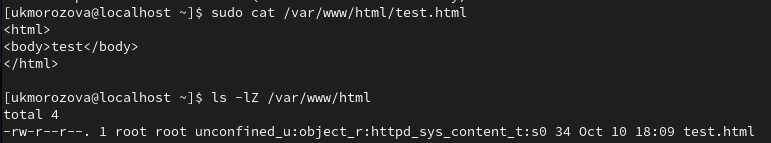 [ukmorozova@localhost ~]$ sudo cat /var/www/html/test.html
<html>
<body>test</body>
</html>
[ukmorozova@localhost ~]$ ls -lZ /var/www/html
total 4
-rw-r--r--. 1 root root unconfined_u:object_r:httpd_sys_content_t:s0 34 Oct 10 18:09 test.html